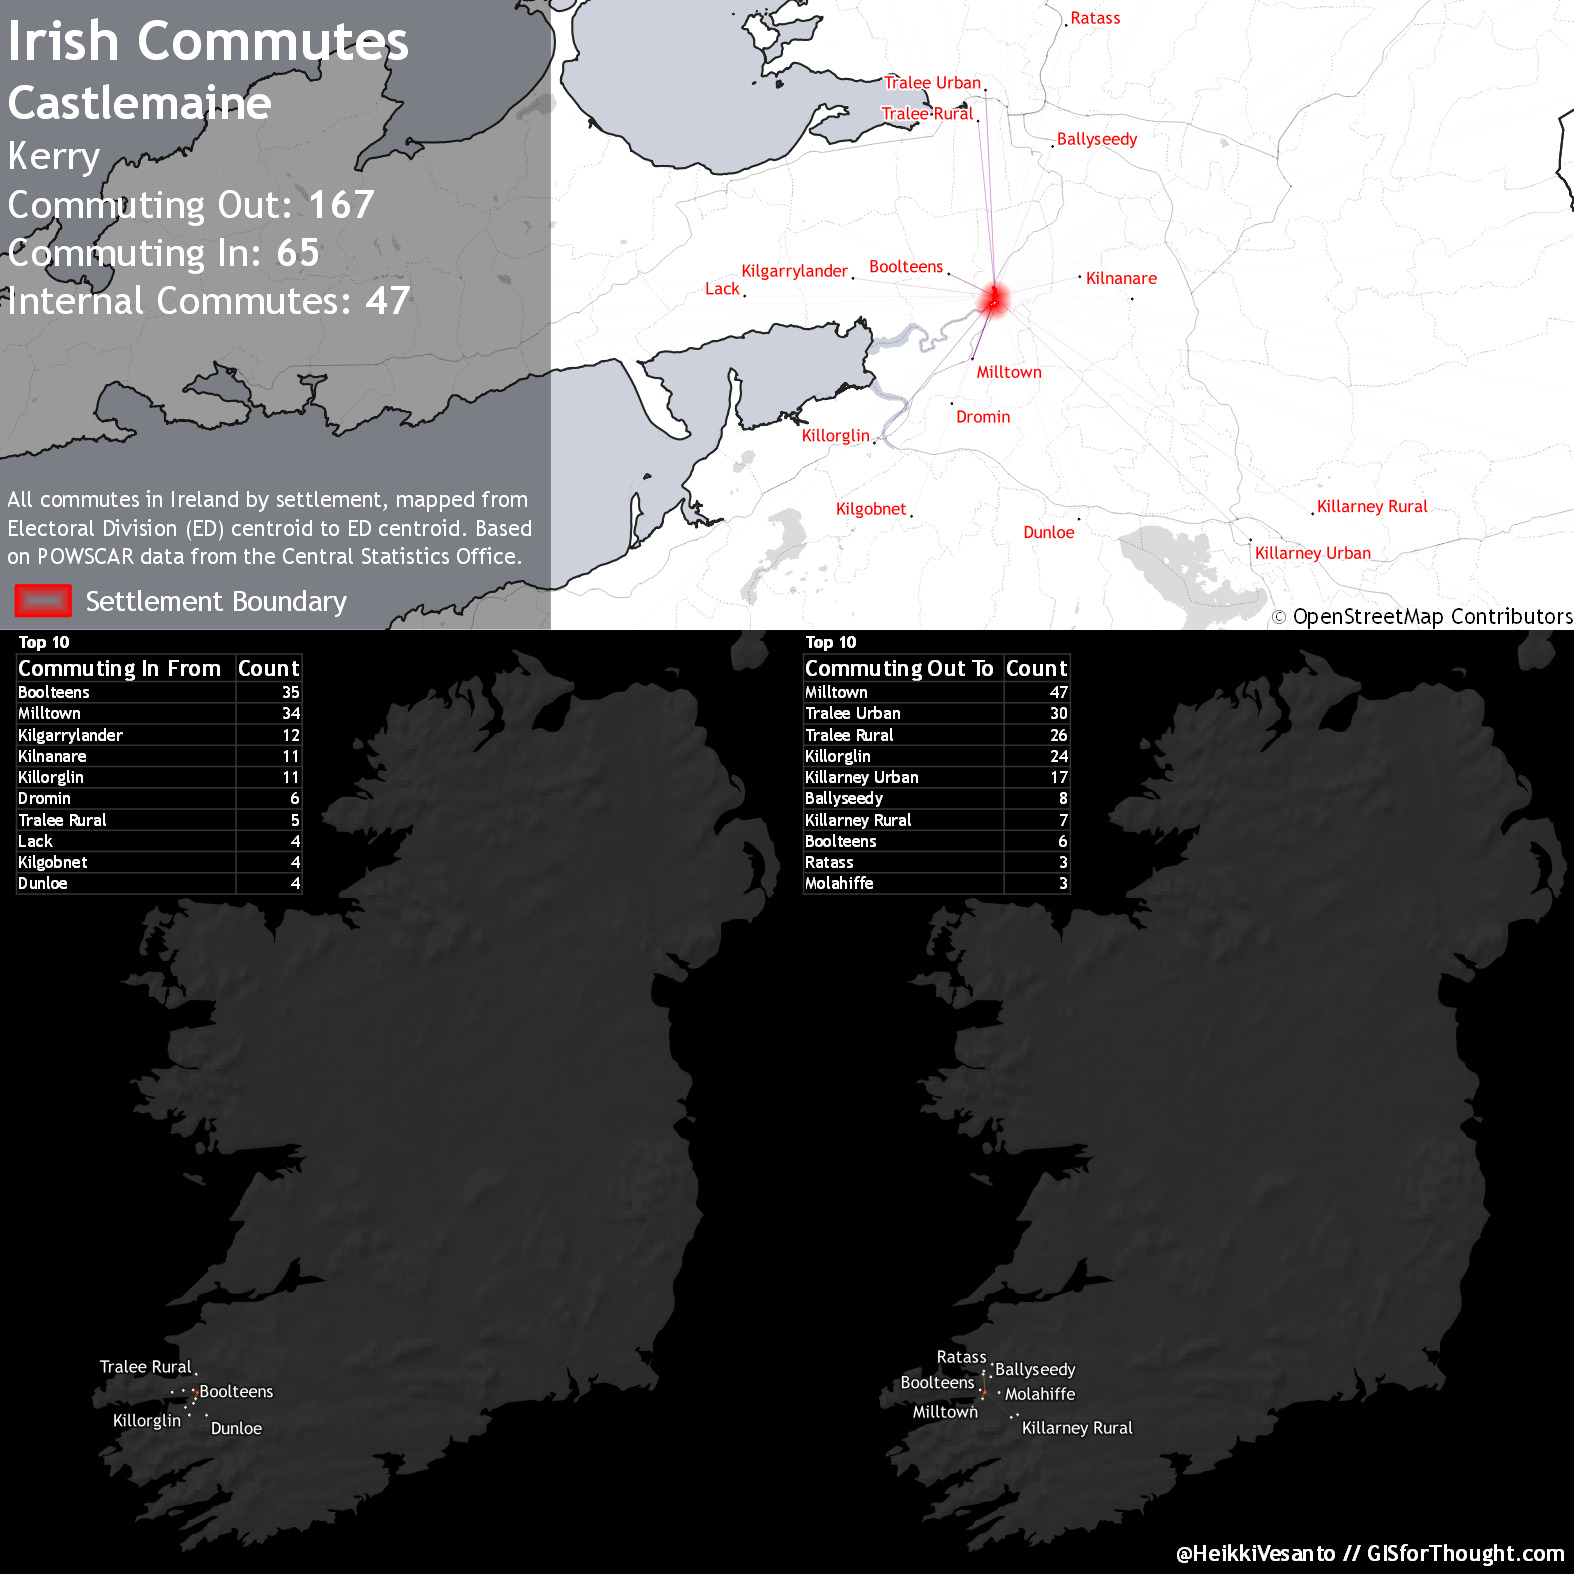 Irish Commutes
Castlemaine
Kerry
Commuting Out: 167
Commuting In: 65
Internal Commutes: 47
All commutes in Ireland by settlement, mapped from
Electoral Division (ED) centroid to ED centroid. Based
on POWSCAR data from the Central Statistics Office.
Settlement Boundary
Ratass
Tralee Urban
Tralee Rural
Ballyseedy
Kilgarrylander
Boolteens
Kilnanare
Lack
Milltown
Dromin
Killorglin
Kilgobnet
Dunloe
Killarney Rural
Killarney Urban
© OpenStreetMap Contributors
Top 10
Commuting In From Count
Boolteens 35
Milltown 34
Kilgarrylander 12
Kilnanare 11
Killorglin 11
Dromin 6
Tralee Rural 5
Lack 4
Kilgobnet 4
Dunloe 4
Tralee Rural
Boolteens
Killorglin
Dunloe
Top 10
Commuting Out To Count
Milltown 47
Tralee Urban 30
Tralee Rural 26
Killorglin 24
Killarney Urban 17
Ballyseedy 8
Killarney Rural 7
Boolteens 6
Ratass 3
Molahiffe 3
Ratass
Ballyseedy
Boolteens
Molahiffe
Milltown
Killarney Rural
@HeikkiVesanto // GISforThought.com